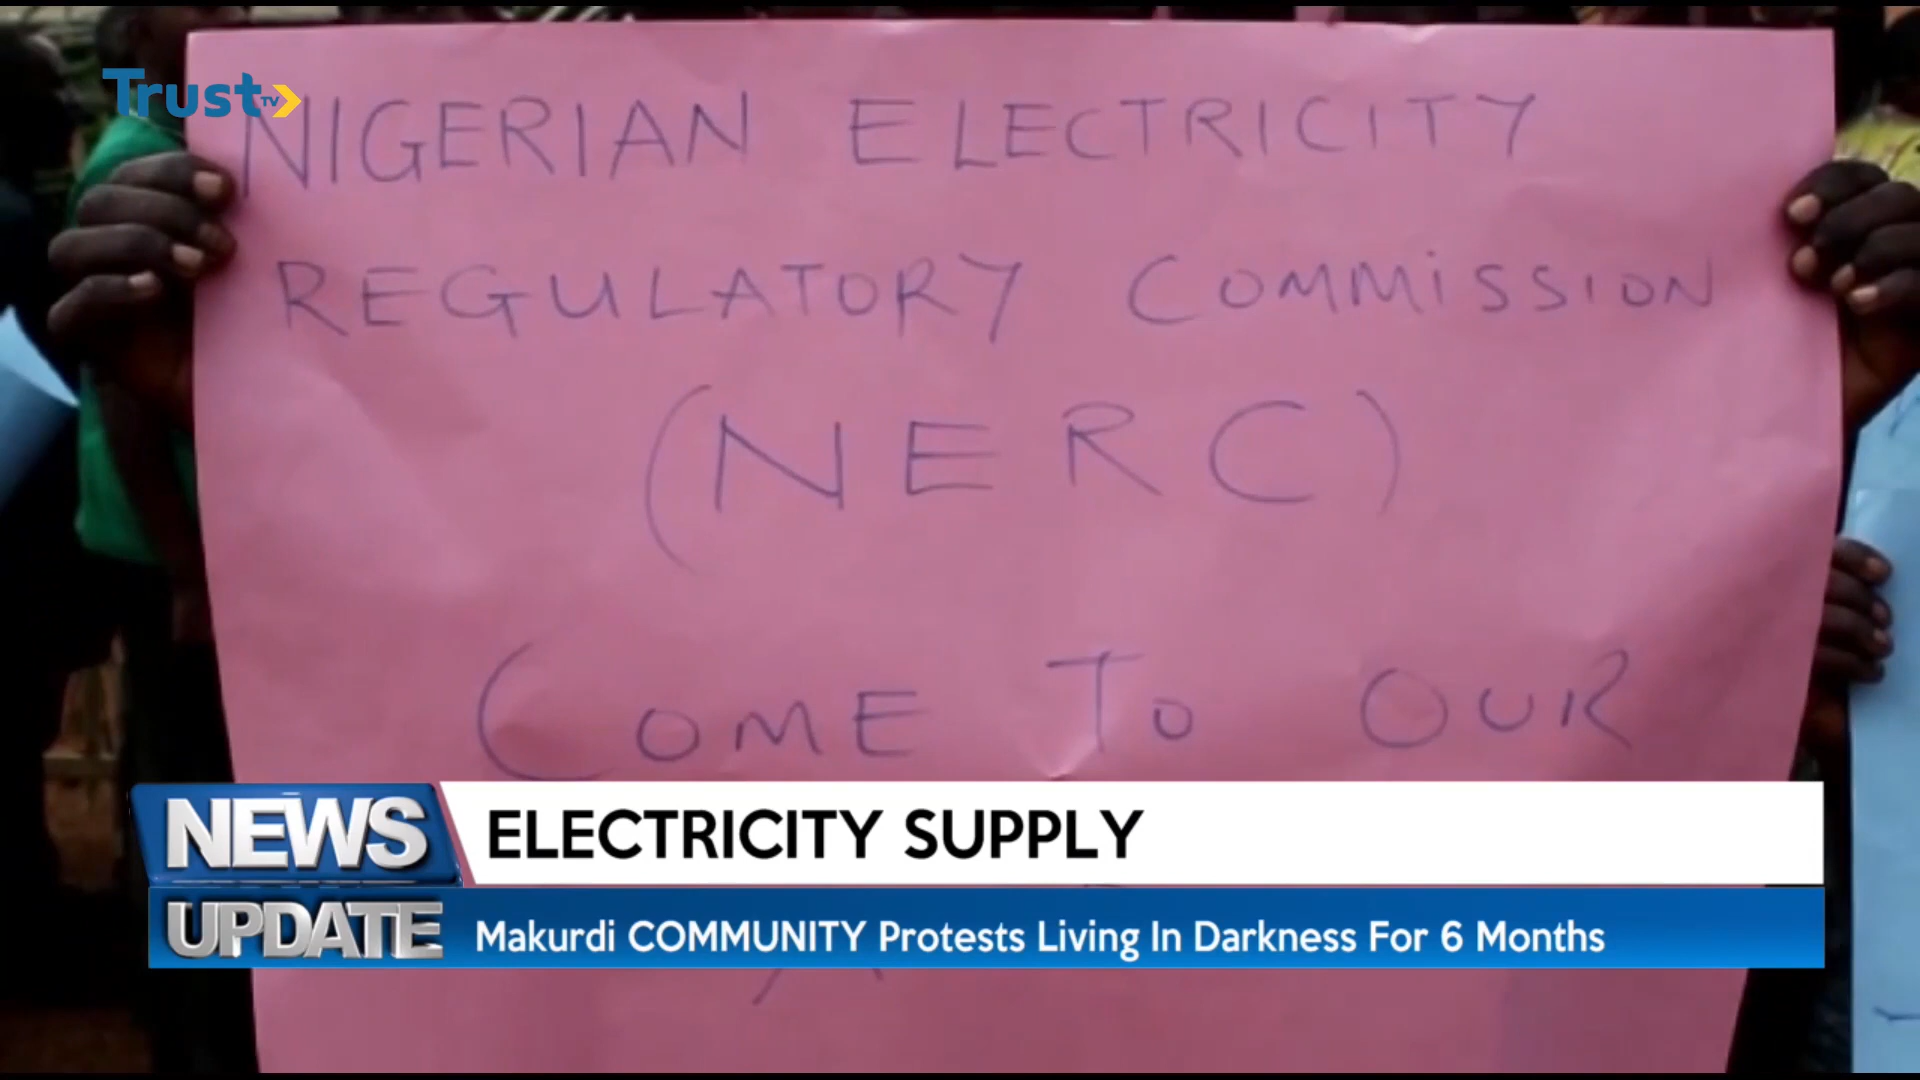 Trust TV
NIGERIAN ELECTRICITY
REGULATORY COMMISSION
(NERC)
COME TO OUR
NEWS
UPDATE
ELECTRICITY SUPPLY
Makurdi COMMUNITY Protests Living In Darkness For 6 Months